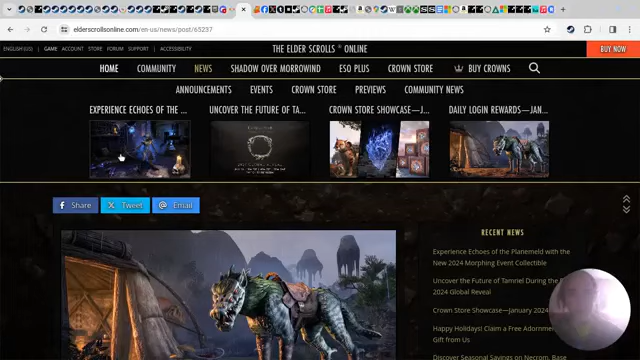 elderscrollsonline.com/en-us/news/post/65237
ENGLISH (US) GAME ACCOUNT STORE FORUM SUPPORT ACCESSIBILITY
THE ELDER SCROLLS ONLINE
BUY NOW
HOME COMMUNITY NEWS SHADOW OVER MORROWIND ESO PLUS CROWN STORE BUY CROWNS
ANNOUNCEMENTS EVENTS CROWN STORE PREVIEWS COMMUNITY NEWS
EXPERIENCE ECHOES OF THE ... UNCOVER THE FUTURE OF TA... CROWN STORE SHOWCASE—J... DAILY LOGIN REWARDS—JAN...
Share Tweet Email
RECENT NEWS
Experience Echoes of the Planemeld with the
New 2024 Morphing Event Collectible
Uncover the Future of Tamriel During the
2024 Global Reveal
Crown Store Showcase—January 2024
Happy Holidays! Claim a Free
Gift from Us
Discover Seasonal Savings on Necrom, Base